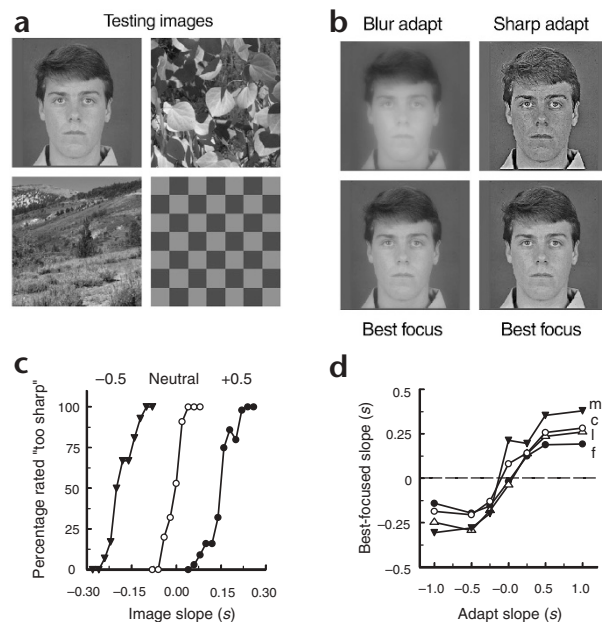 a
Testing images
b
Blur adapt Sharp adapt
Best focus Best focus
c
−0.5 Neutral +0.5
Percentage rated "too sharp"
100
75
50
25
0
−0.30 −0.15 0.00 0.15 0.30
Image slope (s)
d
Best-focused slope (s)
0.5
0.25
0
−0.25
−0.5
m
c
l
f
−1.0 −0.5 −0.0 0.5 1.0
Adapt slope (s)